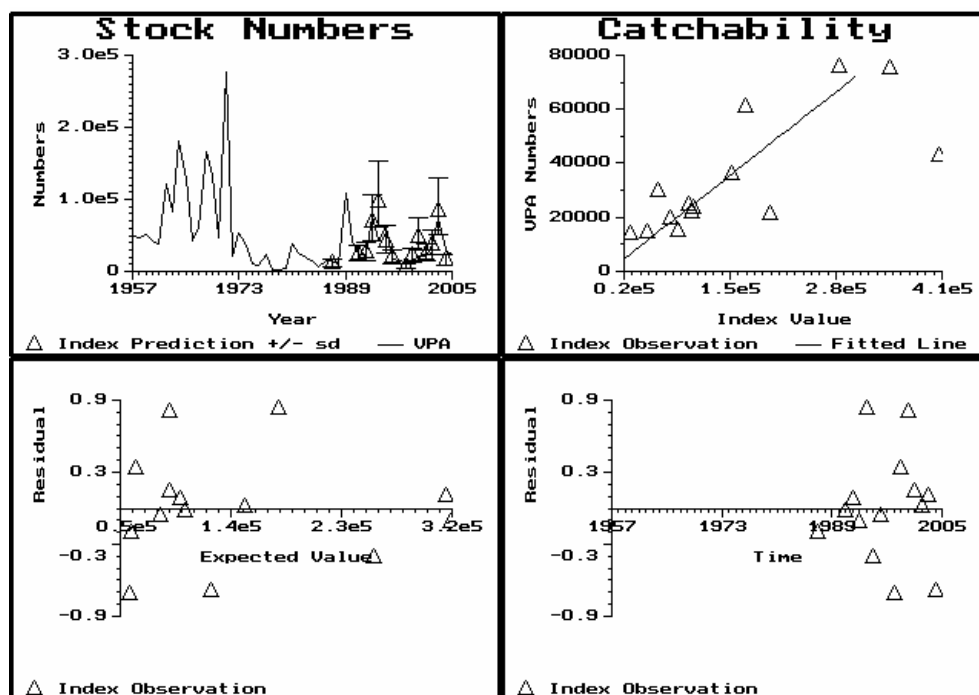 Stock Numbers
3.0e5
2.0e5
1.0e5
0
Numbers
1957 1973 1989 2005
Year
Index Prediction +/- sd VPA
Catchability
80000
60000
40000
20000
0
VPA Numbers
0.2e5 1.5e5 2.8e5 4.1e5
Index Value
Index Observation Fitted Line
0.9
0.3
-0.3
-0.9
Residual
0.5e5 1.4e5 2.3e5 3.2e5
Expected Value
Index Observation
0.9
0.3
-0.3
-0.9
Residual
1957 1973 1989 2005
Time
Index Observation